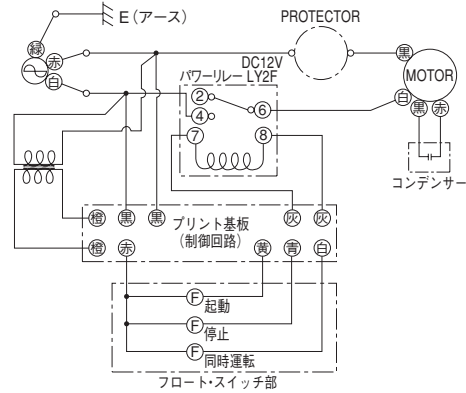 E（アース）
PROTECTOR
緑
赤
白
DC12V
パワーリレー LY2F
黒
MOTOR
白
黒
赤
コンデンサー
2
4
6
7
8
橙
黒
黒
プリント基板
（制御回路）
灰
灰
橙
赤
黄
青
白
F
起動
F
停止
F
同時運転
フロート・スイッチ部